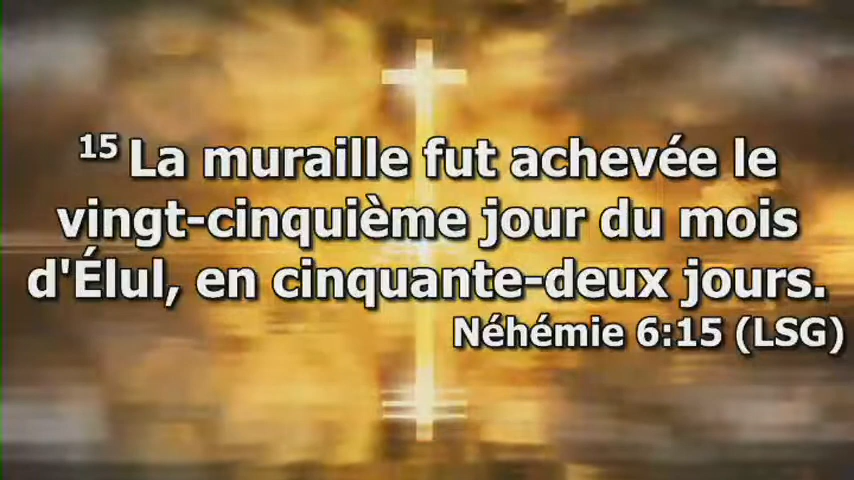 15 La muraille fut achevée le
vingt-cinquième jour du mois
d'Élul, en cinquante-deux jours.
Néhémie 6:15 (LSG)